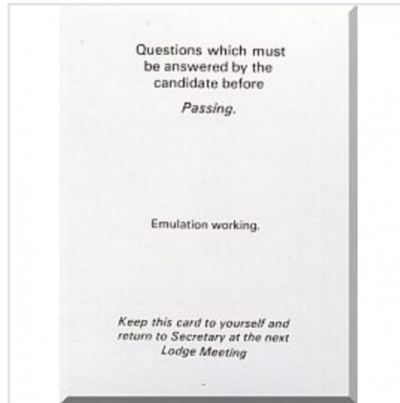 Questions which must
be answered by the
candidate before
Passing.
Emulation working.
Keep this card to yourself and
return to Secretary at the next
Lodge Meeting